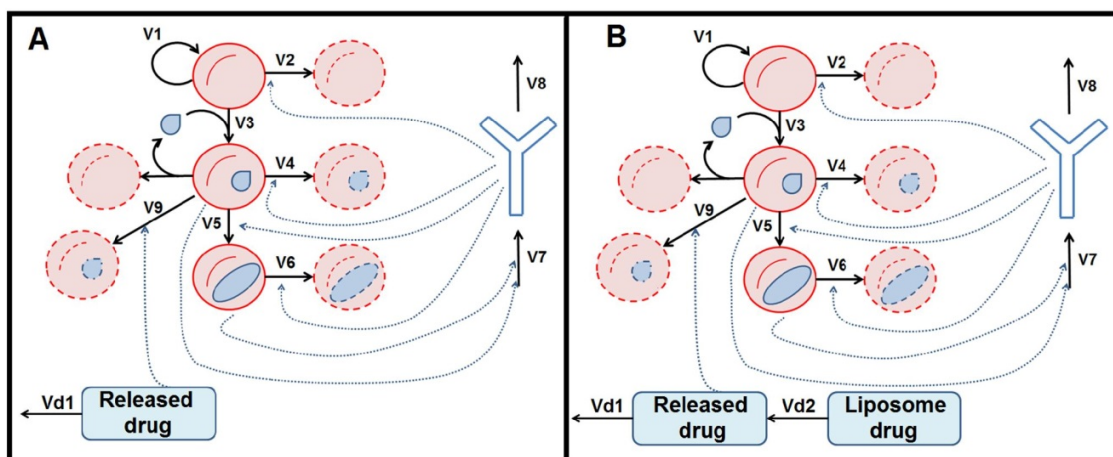 A
V1
V2
V3
V4
V9
V5
V6
V8
V7
Vd1
Released
drug
B
V1
V2
V3
V4
V9
V5
V6
V8
V7
Vd1
Released
drug
Vd2
Liposome
drug